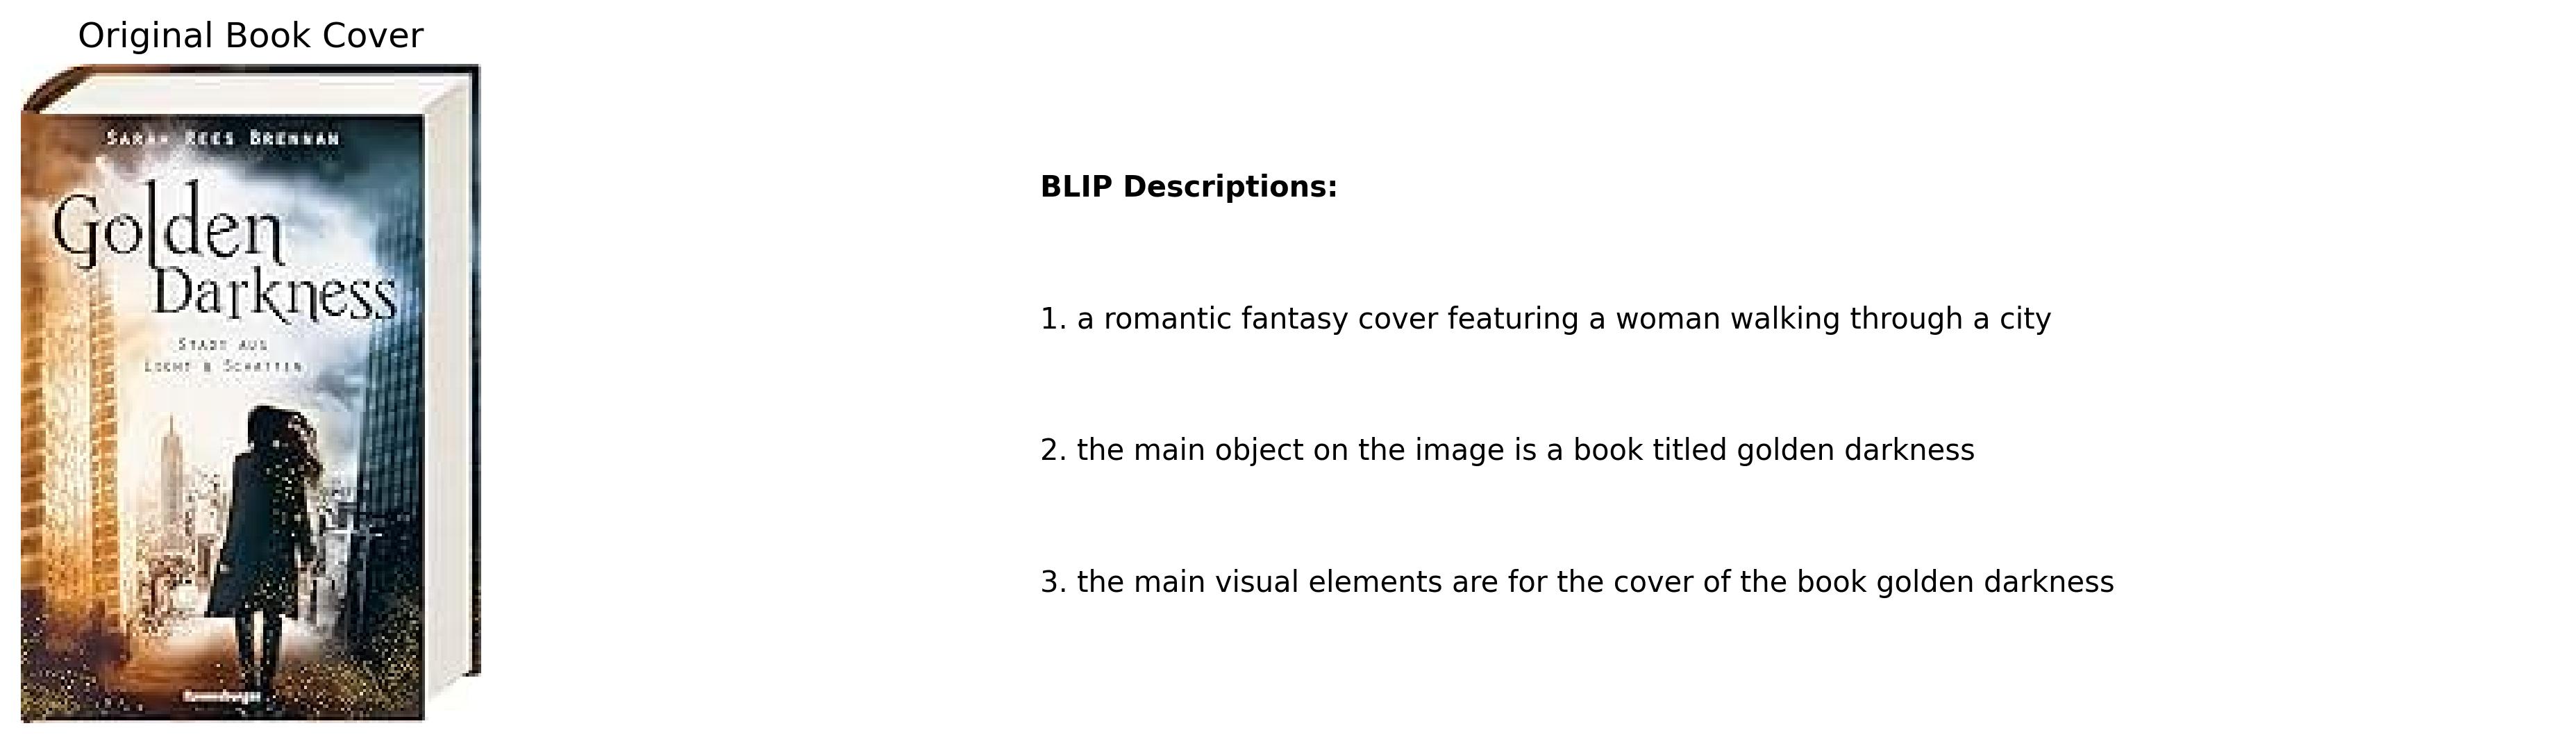 Original Book Cover
SARAH REES BRENNAN
Golden
Darkness
STADT AUS
LICHT & SCHATTEN
Ravensburger
BLIP Descriptions:
1. a romantic fantasy cover featuring a woman walking through a city
2. the main object on the image is a book titled golden darkness
3. the main visual elements are for the cover of the book golden darkness